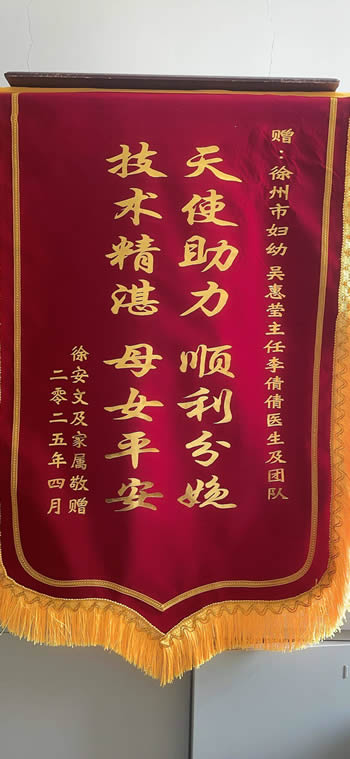 赠：徐州市妇幼 吴惠莹主任李倩倩医生及团队
天使助力 顺利分娩
技术精湛 母女平安
徐安文及家属敬赠
二零二五年四月